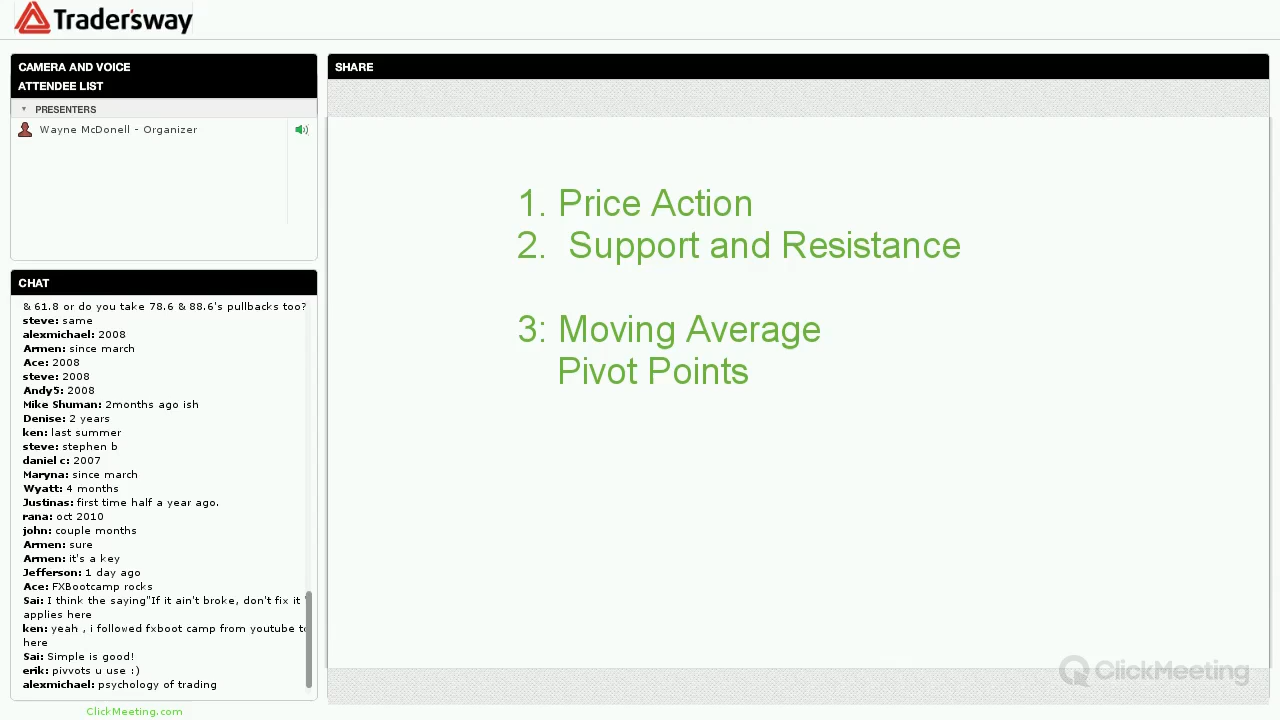 Trader'sway
CAMERA AND VOICE
ATTENDEE LIST
PRESENTERS
Wayne McDonell - Organizer
CHAT
& 61.8 or do you take 78.6 & 88.6's pullbacks too?
steve: same
alexmichael: 2008
Armen: since march
Ace: 2008
steve: 2008
Andy5: 2008
Mike Shuman: 2months ago ish
Denise: 2 years
ken: last summer
steve: stephen b
daniel c: 2007
Maryna: since march
Wyatt: 4 months
Justinas: first time half a year ago.
rana: oct 2010
john: couple months
Armen: sure
Armen: it's a key
Jefferson: 1 day ago
Ace: FXBootcamp rocks
Sai: I think the saying"If it ain't broke, don't fix it "
applies here
ken: yeah , i followed fxboot camp from youtube to
here
Sai: Simple is good!
erik: pivvots u use :)
alexmichael: psychology of trading
ClickMeeting.com
SHARE
1. Price Action
2. Support and Resistance
3: Moving Average
Pivot Points
ClickMeeting